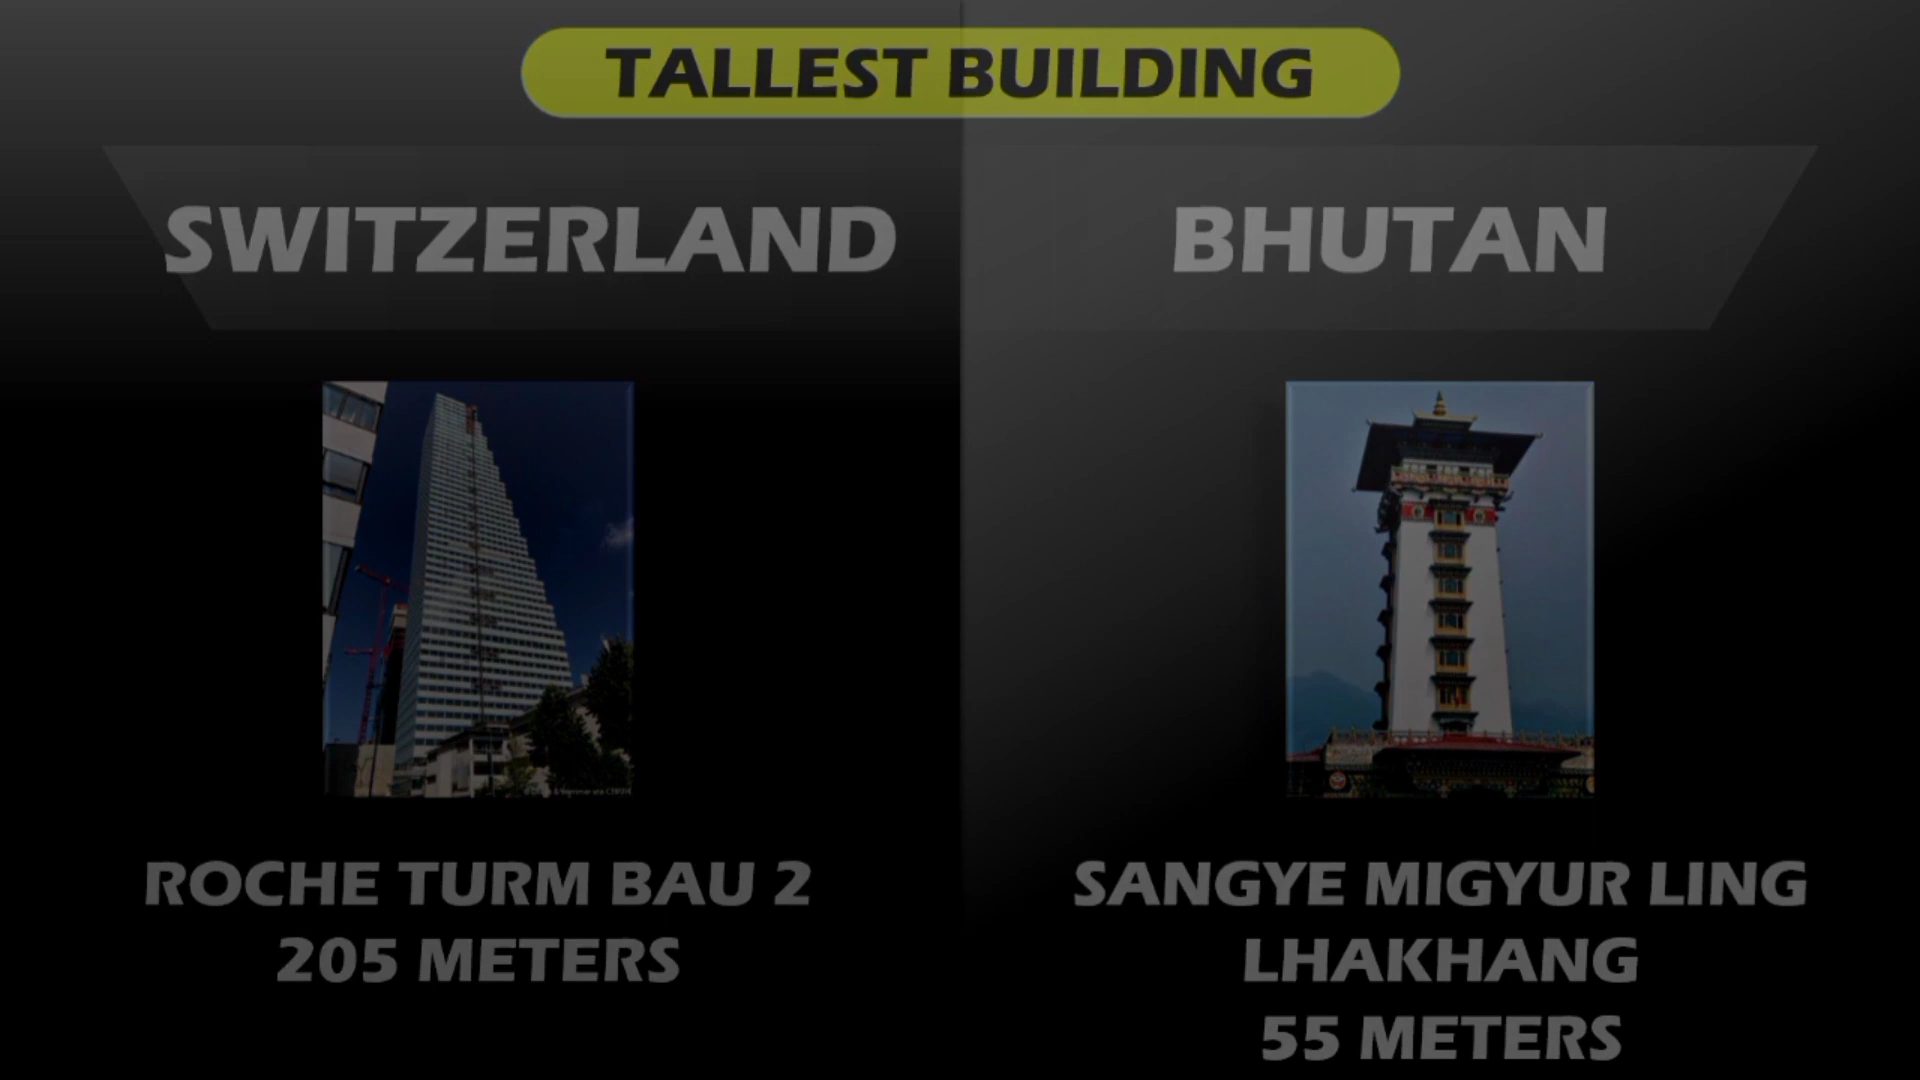 TALLEST BUILDING
SWITZERLAND
BHUTAN
ROCHE TURM BAU 2
205 METERS
SANGYE MIGYUR LING
LHAKHANG
55 METERS